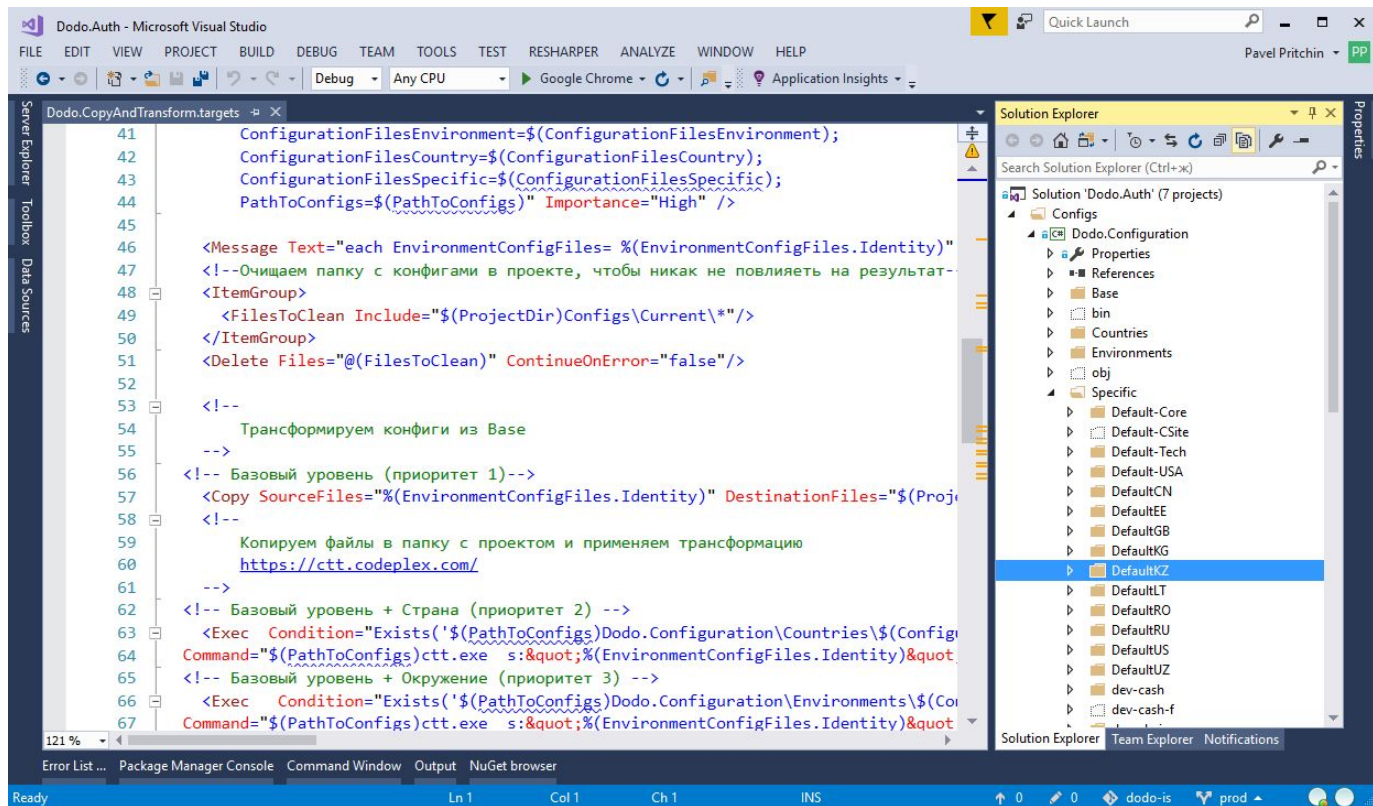 Dodo.Auth - Microsoft Visual Studio
Quick Launch
FILE EDIT VIEW PROJECT BUILD DEBUG TEAM TOOLS TEST RESHARPER ANALYZE WINDOW HELP
Pavel Pritchin PP
Debug Any CPU Google Chrome Application Insights
Server Explorer
Toolbox
Data Sources
Dodo.CopyAndTransform.targets
41 ConfigurationFilesEnvironment=$(ConfigurationFilesEnvironment);
42 ConfigurationFilesCountry=$(ConfigurationFilesCountry);
43 ConfigurationFilesSpecific=$(ConfigurationFilesSpecific);
44 PathToConfigs=$(PathToConfigs)" Importance="High" />
45
46 <Message Text="each EnvironmentConfigFiles= %(EnvironmentConfigFiles.Identity)"
47 <!--Очищаем папку с конфигами в проекте, чтобы никак не повлияеть на результат-
48 <ItemGroup>
49 <FilesToClean Include="$(ProjectDir)Configs\Current\*"/>
50 </ItemGroup>
51 <Delete Files="@(FilesToClean)" ContinueOnError="false"/>
52
53 <!--
54 Трансформируем конфиги из Base
55 -->
56 <!-- Базовый уровень (приоритет 1)-->
57 <Copy SourceFiles="%(EnvironmentConfigFiles.Identity)" DestinationFiles="$(Proje
58 <!--
59 Копируем файлы в папку с проектом и применяем трансформацию
60 https://ctt.codeplex.com/
61 -->
62 <!-- Базовый уровень + Страна (приоритет 2) -->
63 <Exec Condition="Exists('$(PathToConfigs)Dodo.Configuration\Countries\$(Configu
64 Command="$(PathToConfigs)ctt.exe s:&quot;%(EnvironmentConfigFiles.Identity)&quot
65 <!-- Базовый уровень + Окружение (приоритет 3) -->
66 <Exec Condition="Exists('$(PathToConfigs)Dodo.Configuration\Environments\$(Con
67 Command="$(PathToConfigs)ctt.exe s:&quot;%(EnvironmentConfigFiles.Identity)&quot
121 %
Solution Explorer
Search Solution Explorer (Ctrl+ж)
Solution 'Dodo.Auth' (7 projects)
Configs
C# Dodo.Configuration
Properties
References
Base
bin
Countries
Environments
obj
Specific
Default-Core
Default-CSite
Default-Tech
Default-USA
DefaultCN
DefaultEE
DefaultGB
DefaultKG
DefaultKZ
DefaultLT
DefaultRO
DefaultRU
DefaultUS
DefaultUZ
dev-cash
dev-cash-f
Solution Explorer Team Explorer Notifications
Properties
Error List ... Package Manager Console Command Window Output NuGet browser
Ready Ln 1 Col 1 Ch 1 INS 0 0 dodo-is prod